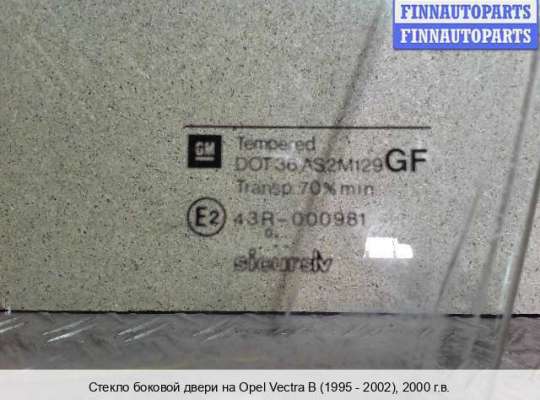 FINNAUTOPARTS
FINNAUTOPARTS
GM
Tempered
DOT 36 AS2M129 GF
Transp. 70% min
E2 43R-000981
sicursiv
Стекло боковой двери на Opel Vectra B (1995 - 2002), 2000 г.в.